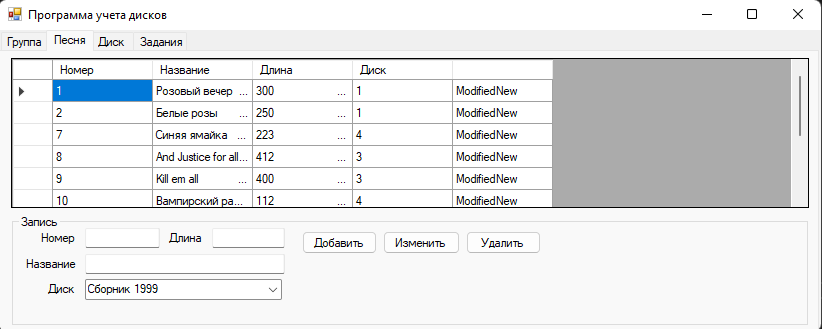 Программа учета дисков
Группа Песня Диск Задания
Номер Название Длина Диск
1 Розовый вечер ... 300 ... 1 ModifiedNew
2 Белые розы ... 250 ... 1 ModifiedNew
7 Синяя ямайка ... 223 ... 4 ModifiedNew
8 And Justice for all... 412 ... 3 ModifiedNew
9 Kill em all ... 400 ... 3 ModifiedNew
10 Вампирский ра... 112 ... 4 ModifiedNew
Запись
Номер Длина Добавить Изменить Удалить
Название
Диск Сборник 1999